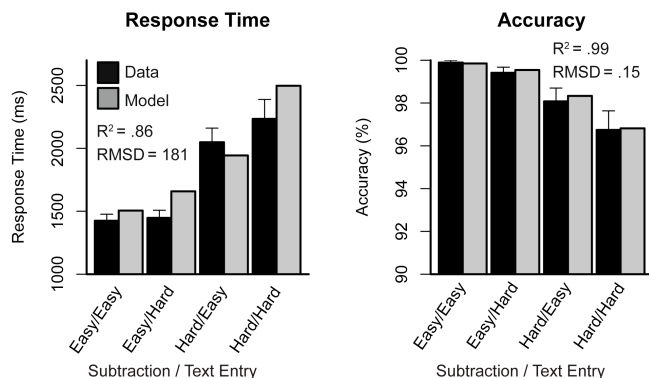 Response Time
Response Time (ms)
2500
2000
1500
1000
Data
Model
R² = .86
RMSD = 181
Easy/Easy
Easy/Hard
Hard/Easy
Hard/Hard
Subtraction / Text Entry
Accuracy
Accuracy (%)
100
98
96
94
92
90
R² = .99
RMSD = .15
Easy/Easy
Easy/Hard
Hard/Easy
Hard/Hard
Subtraction / Text Entry